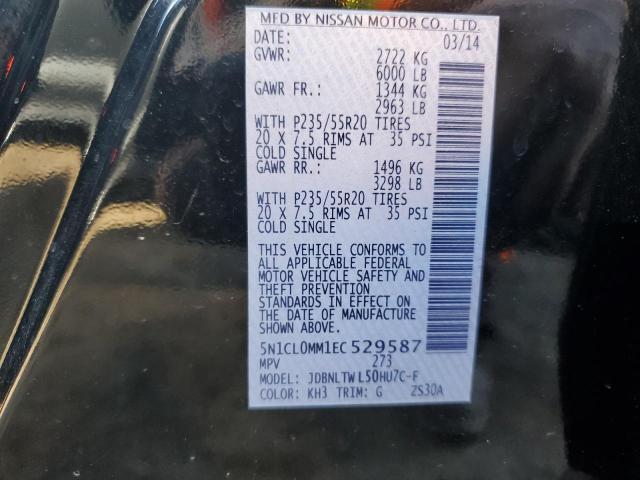 MFD BY NISSAN MOTOR CO., LTD.
DATE: 03/14
GVWR: 2722 KG
6000 LB
GAWR FR.: 1344 KG
2963 LB
WITH P235/55R20 TIRES
20 X 7.5 RIMS AT 35 PSI
COLD SINGLE
GAWR RR.: 1496 KG
3298 LB
WITH P235/55R20 TIRES
20 X 7.5 RIMS AT 35 PSI
COLD SINGLE
THIS VEHICLE CONFORMS TO
ALL APPLICABLE FEDERAL
MOTOR VEHICLE SAFETY AND
THEFT PREVENTION
STANDARDS IN EFFECT ON
THE DATE OF MANUFACTURE
SHOWN ABOVE.
5N1CL0MM1EC529587
MPV 273
MODEL: JDBNLTWL50HU7C-F
COLOR: KH3 TRIM: G ZS30A